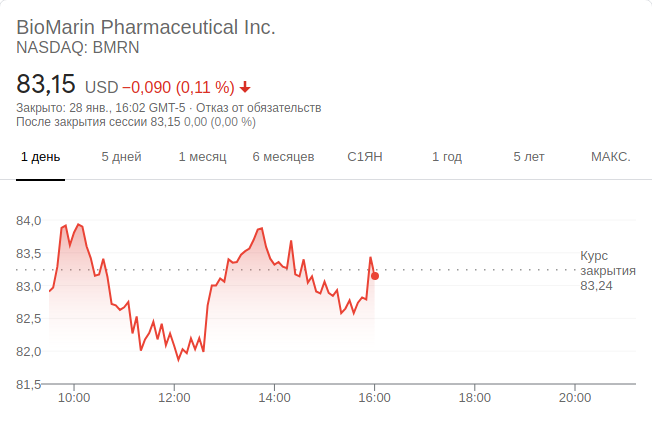 BioMarin Pharmaceutical Inc.
NASDAQ: BMRN
83,15 USD −0,090 (0,11 %)
Закрыто: 28 янв., 16:02 GMT-5 · Отказ от обязательств
После закрытия сессии 83,15 0,00 (0,00 %)
1 день 5 дней 1 месяц 6 месяцев С1ЯН 1 год 5 лет МАКС.
84,0
83,5
83,0
82,5
82,0
81,5
Курс
закрытия
83,24
10:00 12:00 14:00 16:00 18:00 20:00